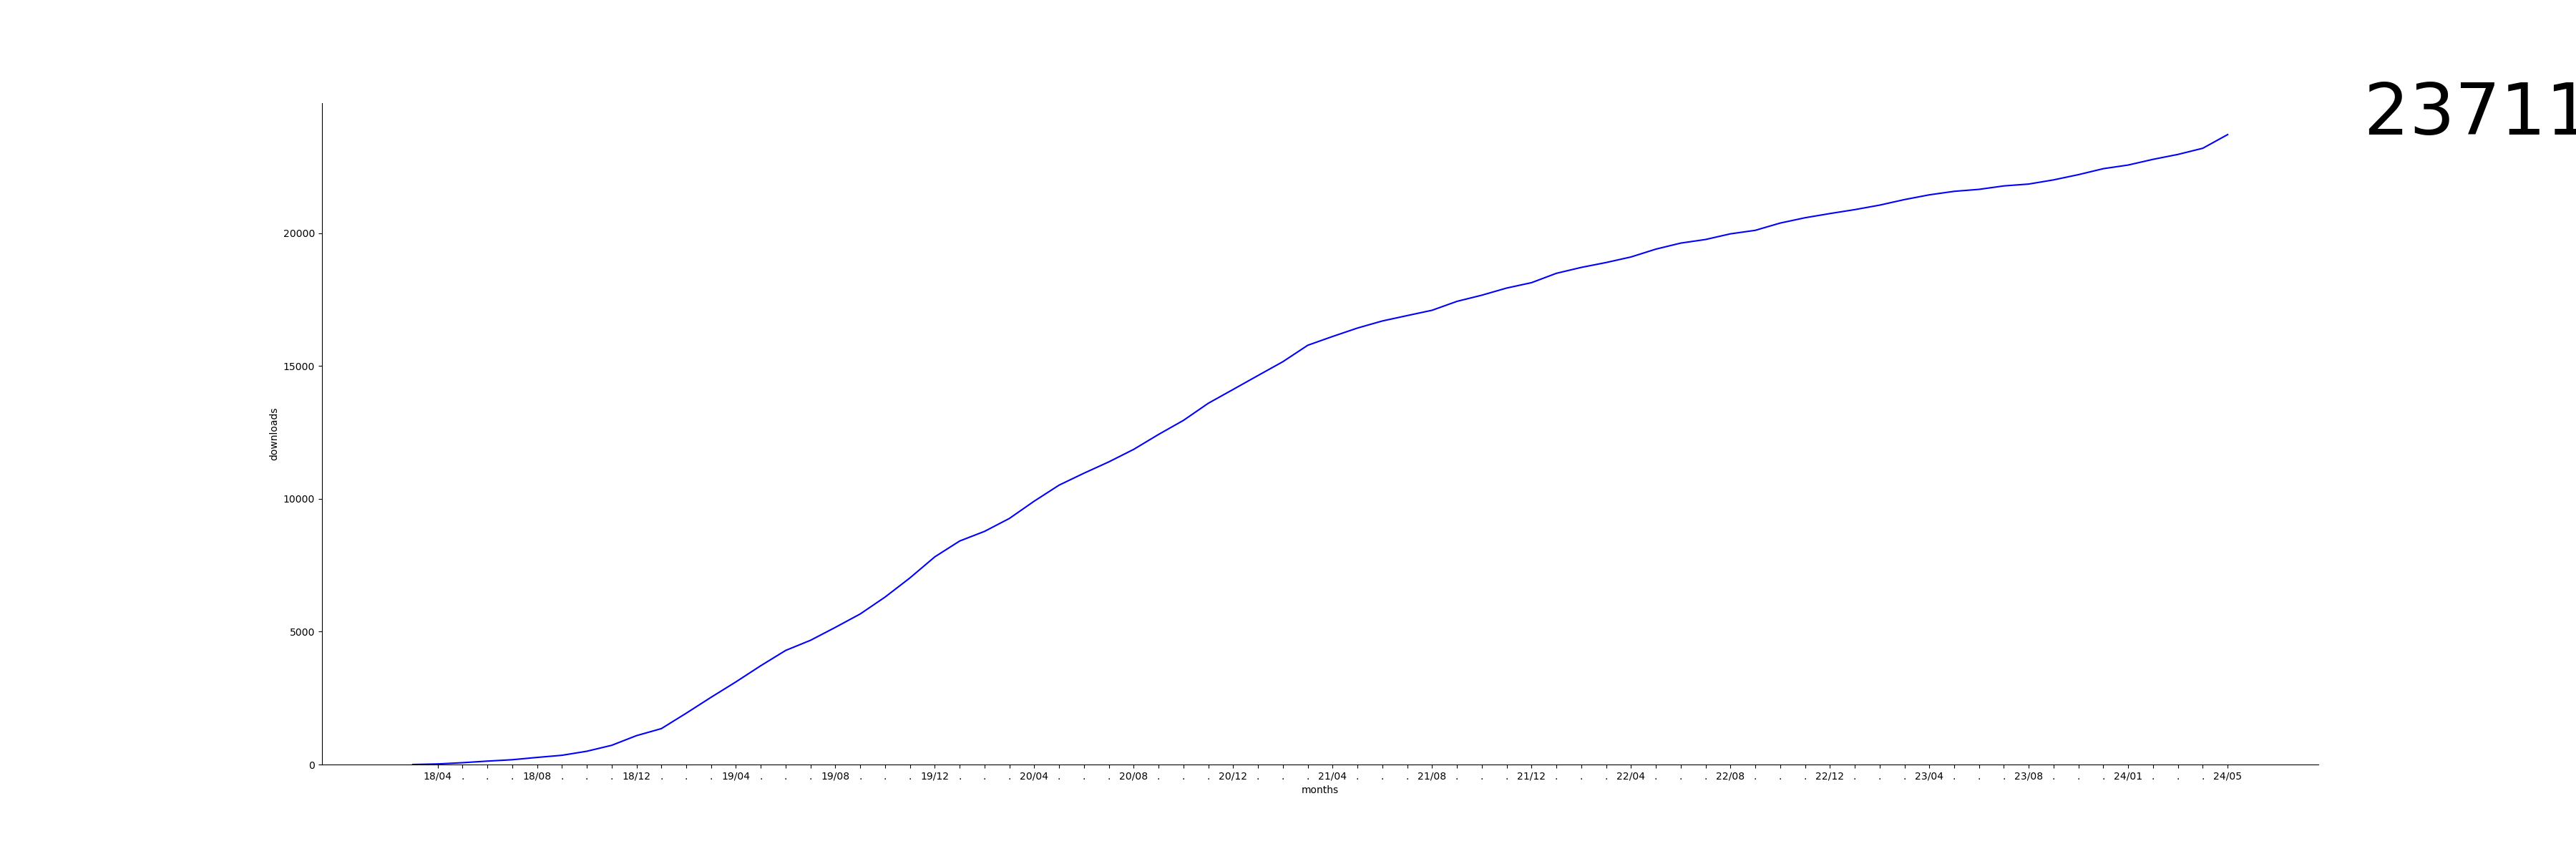 23711
20000
15000
10000
5000
0
downloads
18/04 . . . 18/08 . . . 18/12 . . . 19/04 . . . 19/08 . . . 19/12 . . . 20/04 . . . 20/08 . . . 20/12 . . . 21/04 . . . 21/08 . . . 21/12 . . . 22/04 . . . 22/08 . . . 22/12 . . . 23/04 . . . 23/08 . . . 24/01 . . . 24/05
months